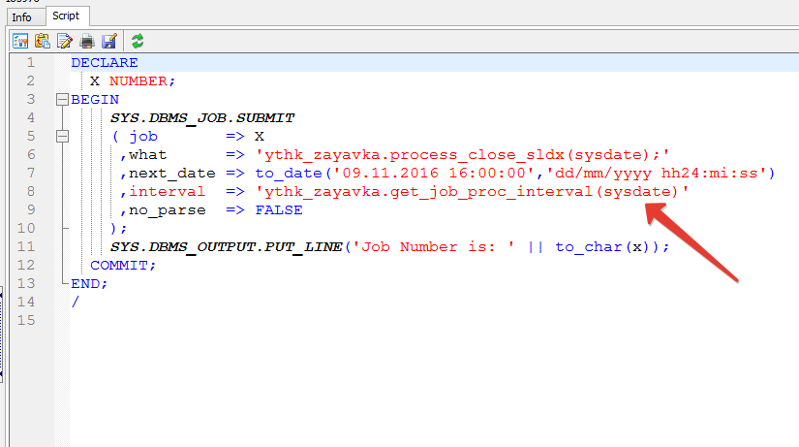 Info Script
1 DECLARE
2 X NUMBER;
3 BEGIN
4 SYS.DBMS_JOB.SUBMIT
5 ( job => X
6 ,what => 'ythk_zayavka.process_close_sldx(sysdate);'
7 ,next_date => to_date('09.11.2016 16:00:00','dd/mm/yyyy hh24:mi:ss')
8 ,interval => 'ythk_zayavka.get_job_proc_interval(sysdate)'
9 ,no_parse => FALSE
10 );
11 SYS.DBMS_OUTPUT.PUT_LINE('Job Number is: ' || to_char(x));
12 COMMIT;
13 END;
14 /
15